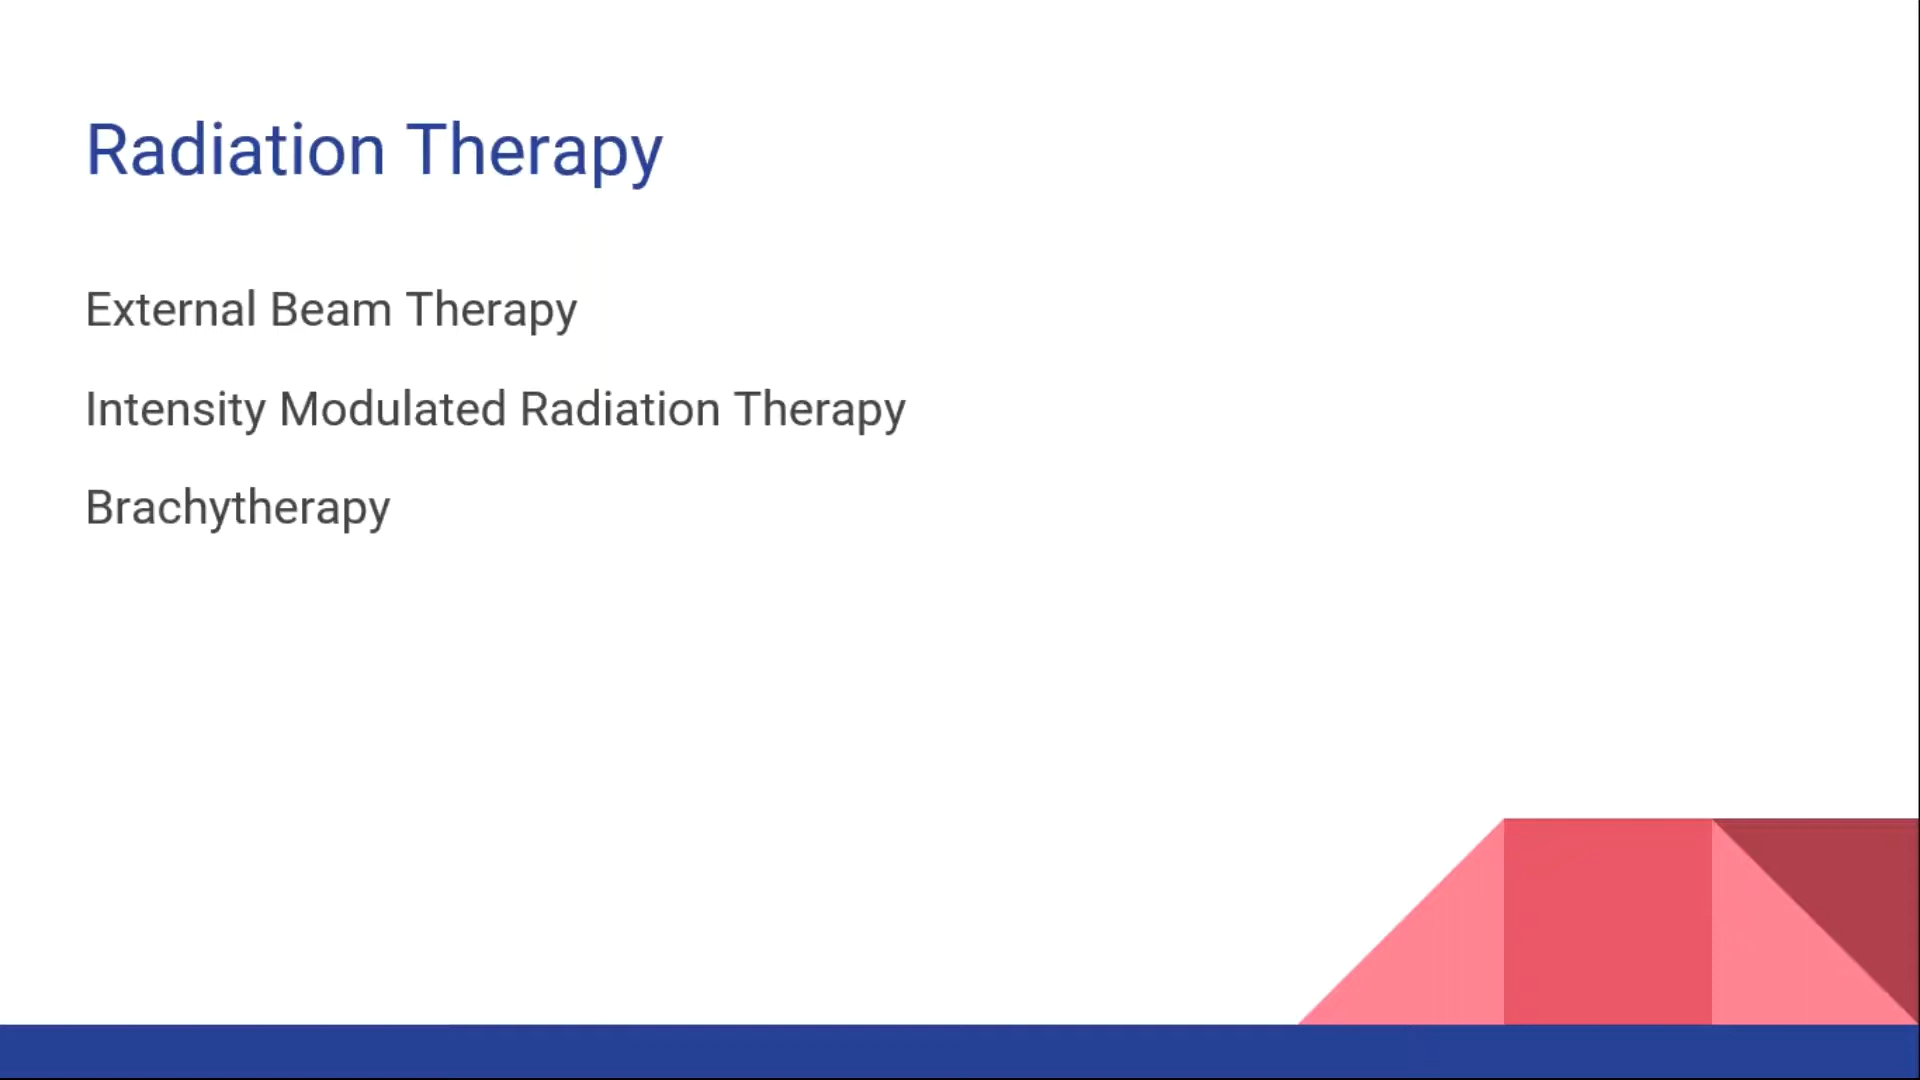 Radiation Therapy
External Beam Therapy
Intensity Modulated Radiation Therapy
Brachytherapy